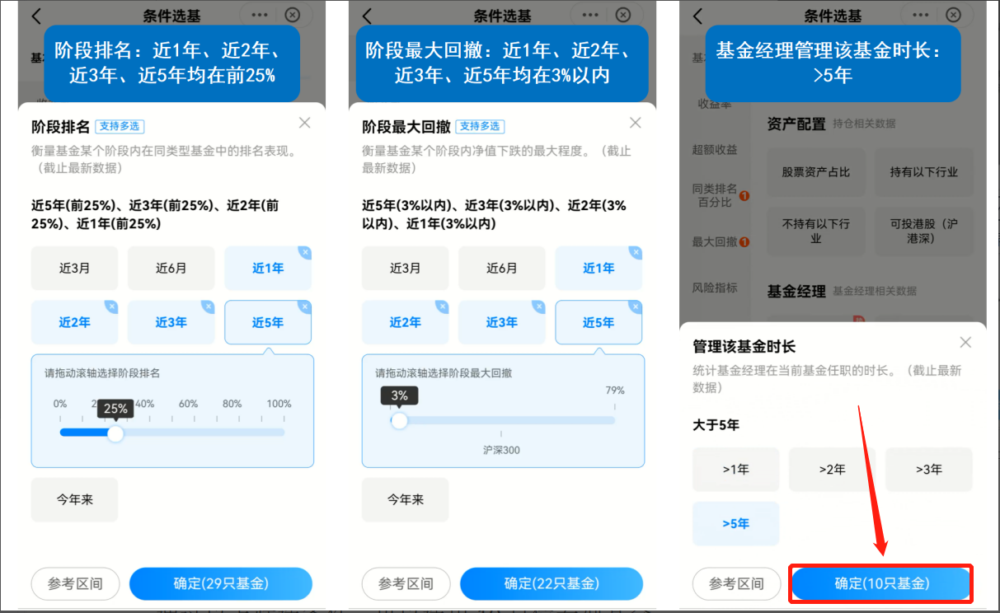 条件选基
阶段排名：近1年、近2年、
近3年、近5年均在前25%
阶段排名 支持多选
衡量基金某个阶段内在同类型基金中的排名表现。
（截止最新数据）
近5年(前25%)、近3年(前25%)、近2年(前
25%)、近1年(前25%)
近3月 近6月 近1年
近2年 近3年 近5年
请拖动滚轴选择阶段排名
0% 25% 40% 60% 80% 100%
今年来
参考区间 确定(29只基金)
条件选基
阶段最大回撤：近1年、近2年、
近3年、近5年均在3%以内
阶段最大回撤 支持多选
衡量基金某个阶段内净值下跌的最大程度。（截止
最新数据）
近5年(3%以内)、近3年(3%以内)、近2年(3%
以内)、近1年(3%以内)
近3月 近6月 近1年
近2年 近3年 近5年
请拖动滚轴选择阶段最大回撤
3% 79%
沪深300
今年来
参考区间 确定(22只基金)
条件选基
基金经理管理该基金时长：
>5年
收益率
超额收益
同类排名
百分比 1
最大回撤 1
风险指标
资产配置 持仓相关数据
股票资产占比 持有以下行业
不持有以下行
业
可投港股（沪
港深）
基金经理 基金经理相关数据
管理该基金时长
统计基金经理在当前基金任职的时长。（截止最新
数据）
大于5年
>1年 >2年 >3年
>5年
参考区间 确定(10只基金)